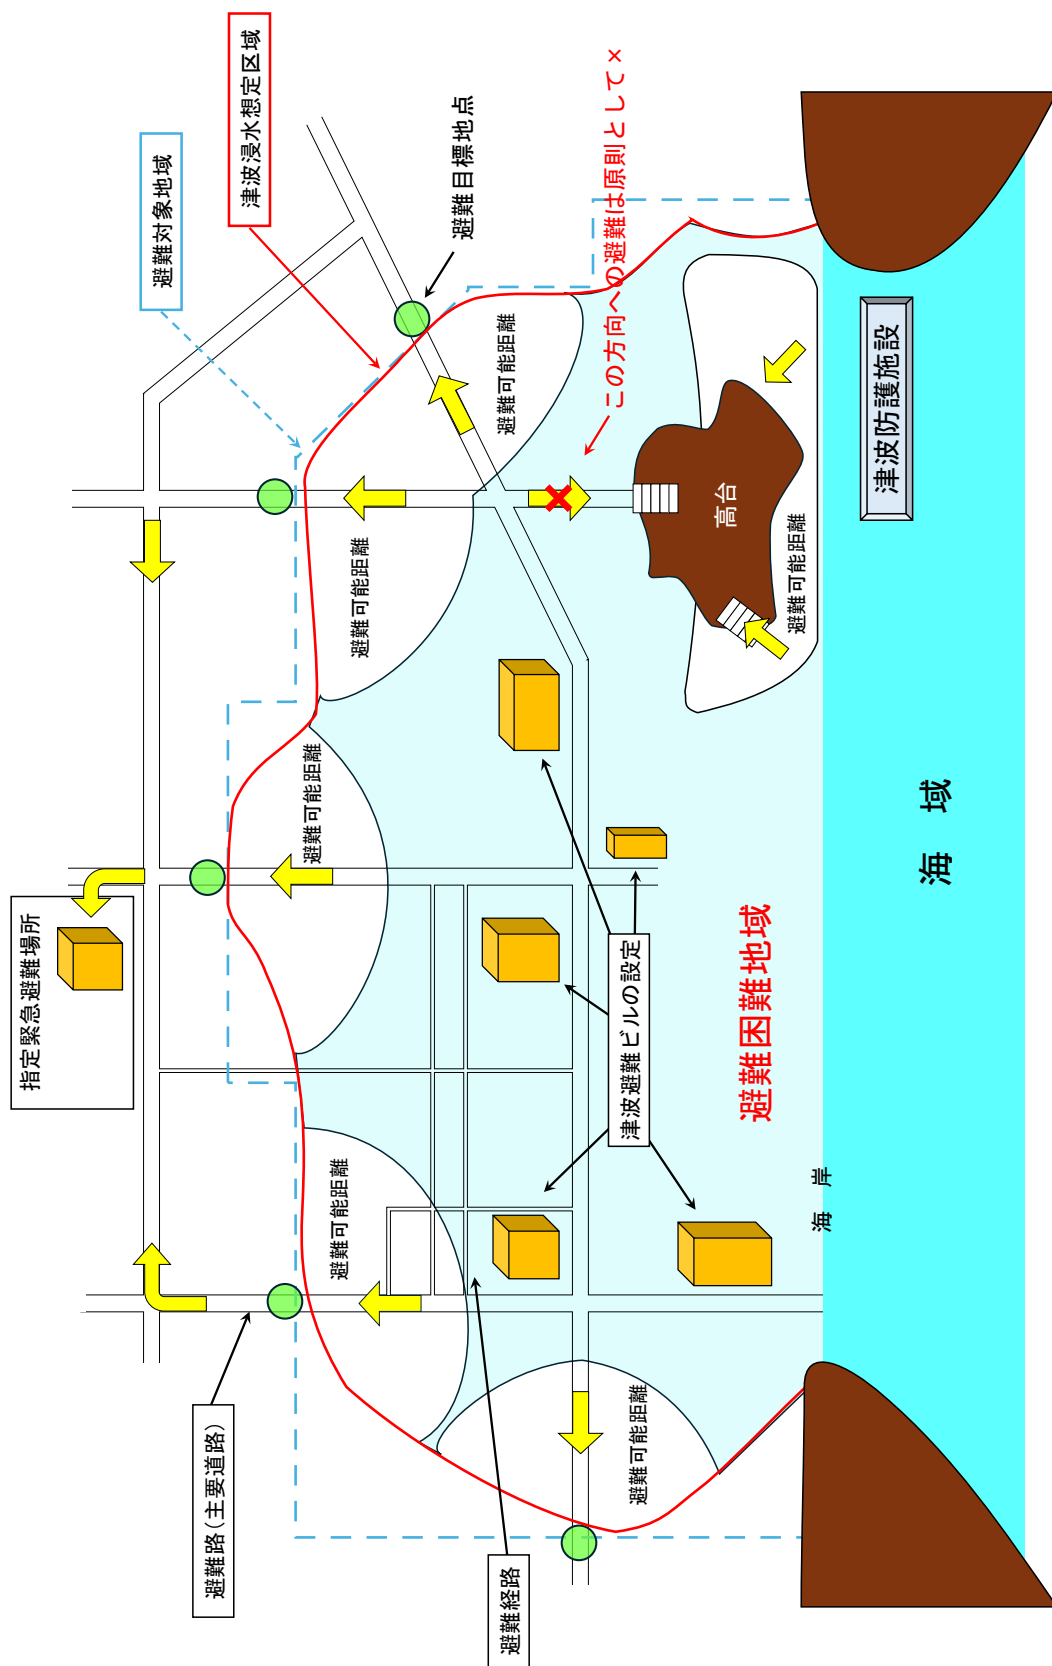 指定緊急避難場所
避難対象地域
津波浸水想定区域
避難目標地点
避難路(主要道路)
避難経路
避難可能距離
避難可能距離
避難可能距離
避難可能距離
避難可能距離
避難可能距離
この方向への避難は原則として×
高台
津波避難ビルの設定
避難困難地域
海 岸
津波防護施設
海 域